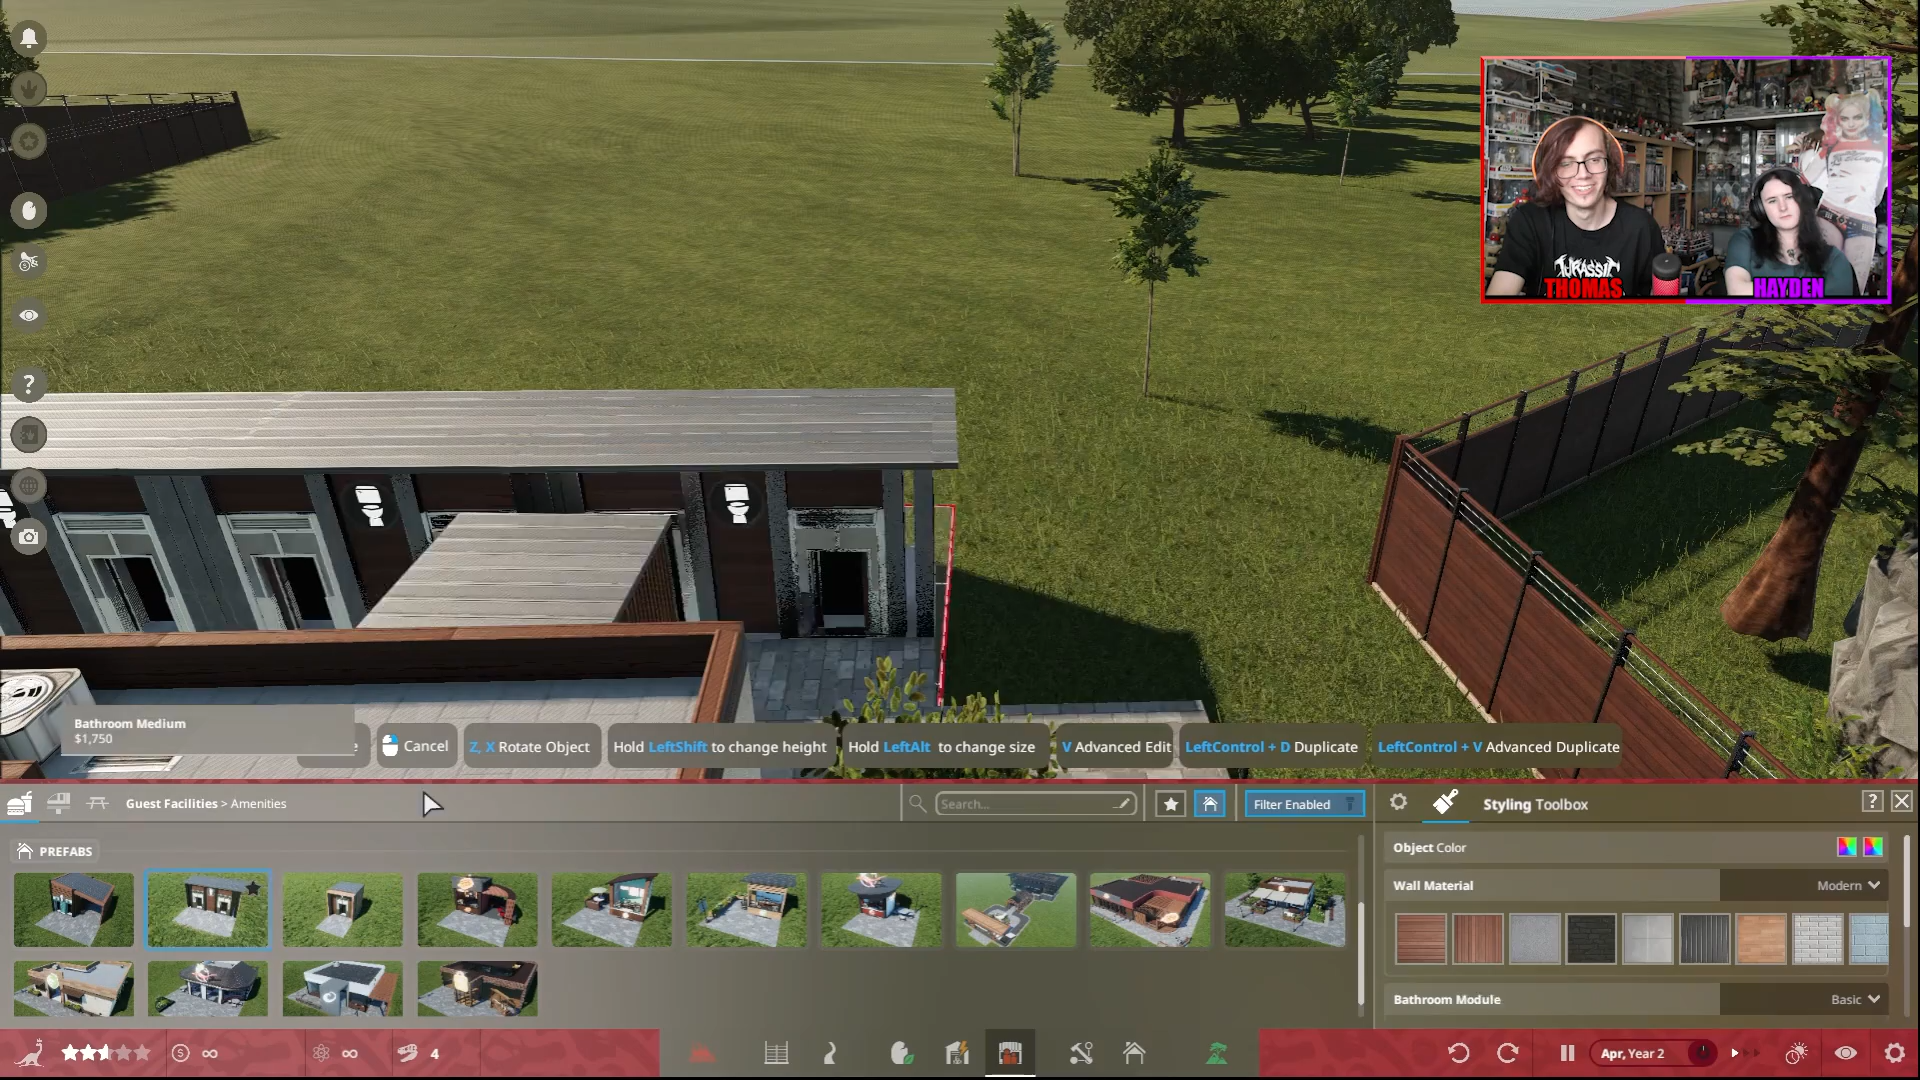 JURASSIC
THOMAS
HAYDEN
Bathroom Medium
$1,750
e
Cancel
Z, X Rotate Object
Hold LeftShift to change height
Hold LeftAlt to change size
V Advanced Edit
LeftControl + D Duplicate
LeftControl + V Advanced Duplicate
Guest Facilities > Amenities
Search...
Filter Enabled
Styling Toolbox
?
PREFABS
Object Color
Wall Material
Modern
Bathroom Module
Basic
∞
∞
4
Apr, Year 2
?